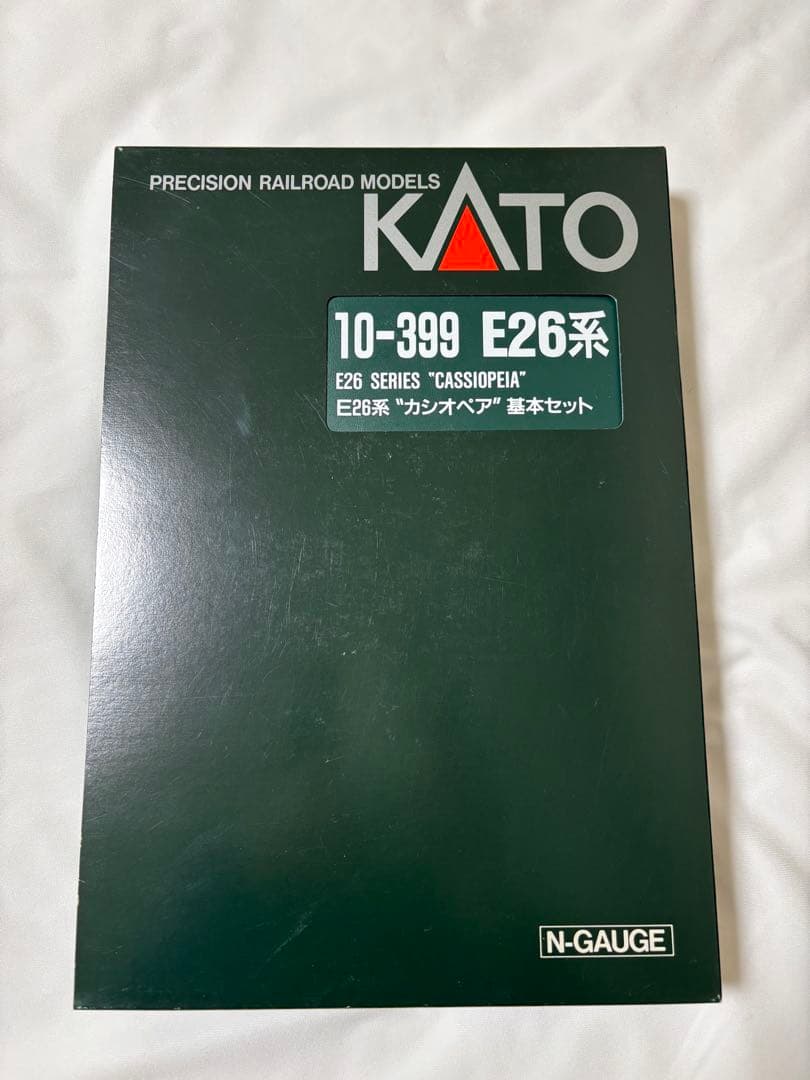 PRECISION RAILROAD MODELS
KATO
10-399 E26系
E26 SERIES "CASSIOPEIA"
E26系 "カシオペア" 基本セット
N-GAUGE